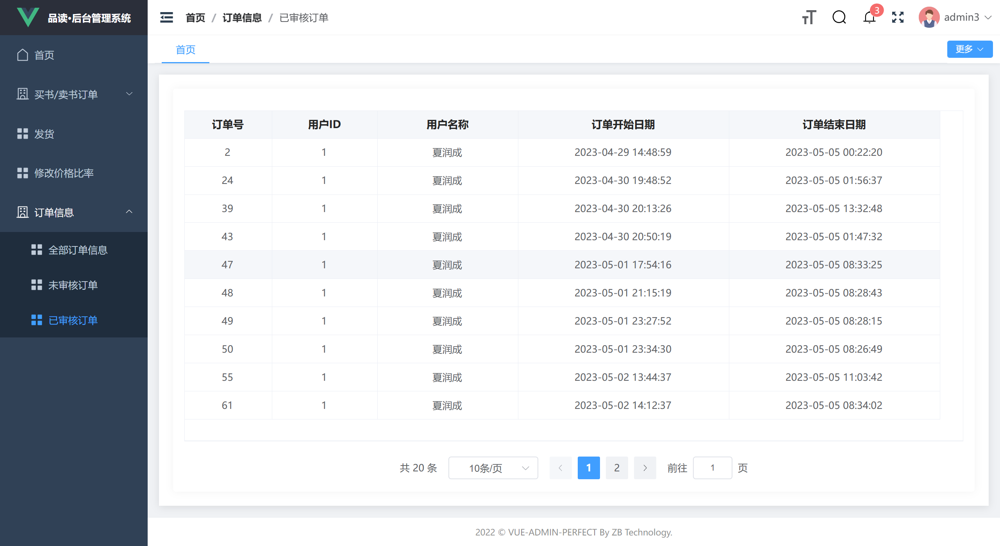 品读•后台管理系统
首页
买书/卖书订单
发货
修改价格比率
订单信息
全部订单信息
未审核订单
已审核订单
首页 / 订单信息 / 已审核订单
3
admin3
首页
更多
订单号 用户ID 用户名称 订单开始日期 订单结束日期
2 1 夏润成 2023-04-29 14:48:59 2023-05-05 00:22:20
24 1 夏润成 2023-04-30 19:48:52 2023-05-05 01:56:37
39 1 夏润成 2023-04-30 20:13:26 2023-05-05 13:32:48
43 1 夏润成 2023-04-30 20:50:19 2023-05-05 01:47:32
47 1 夏润成 2023-05-01 17:54:16 2023-05-05 08:33:25
48 1 夏润成 2023-05-01 21:15:19 2023-05-05 08:28:43
49 1 夏润成 2023-05-01 23:27:52 2023-05-05 08:28:15
50 1 夏润成 2023-05-01 23:34:30 2023-05-05 08:26:49
55 1 夏润成 2023-05-02 13:44:37 2023-05-05 11:03:42
61 1 夏润成 2023-05-02 14:12:37 2023-05-05 08:34:02
共 20 条 10条/页 1 2 前往 1 页
2022 © VUE-ADMIN-PERFECT By ZB Technology.